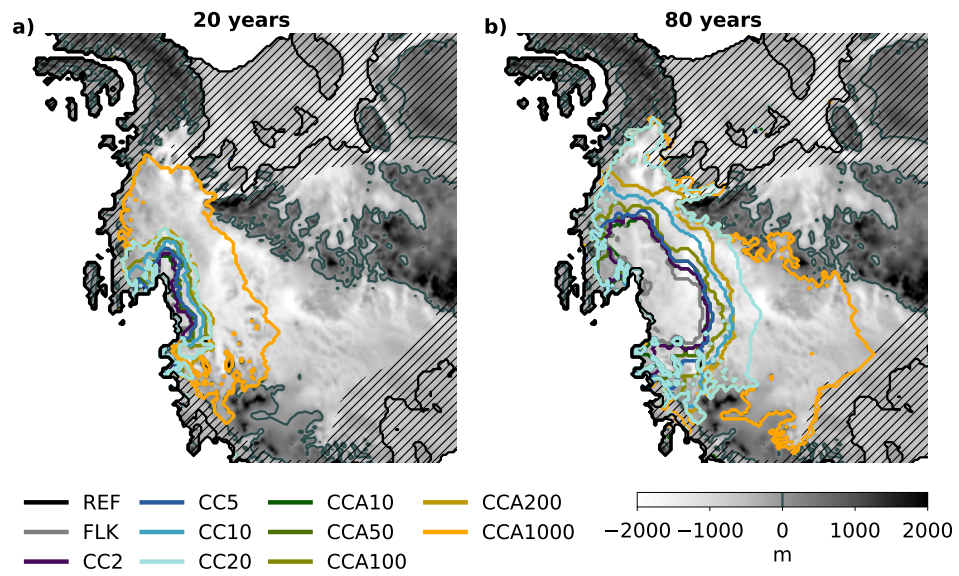 a) 20 years b) 80 years
REF CC5 CCA10 CCA200
FLK CC10 CCA50 CCA1000
CC2 CC20 CCA100
−2000 −1000 0 1000 2000
m